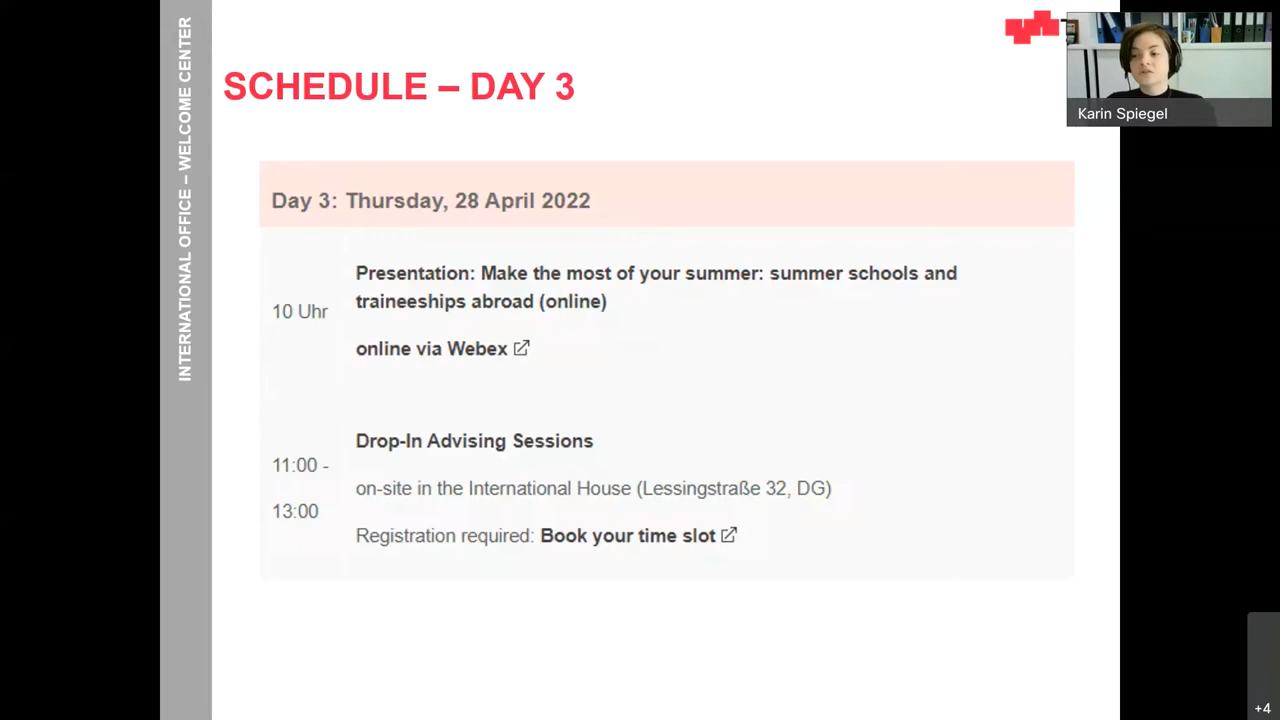 INTERNATIONAL OFFICE – WELCOME CENTER
SCHEDULE – DAY 3
Karin Spiegel
Day 3: Thursday, 28 April 2022
10 Uhr
Presentation: Make the most of your summer: summer schools and
traineeships abroad (online)
online via Webex
11:00 -
13:00
Drop-In Advising Sessions
on-site in the International House (Lessingstraße 32, DG)
Registration required: Book your time slot
+4